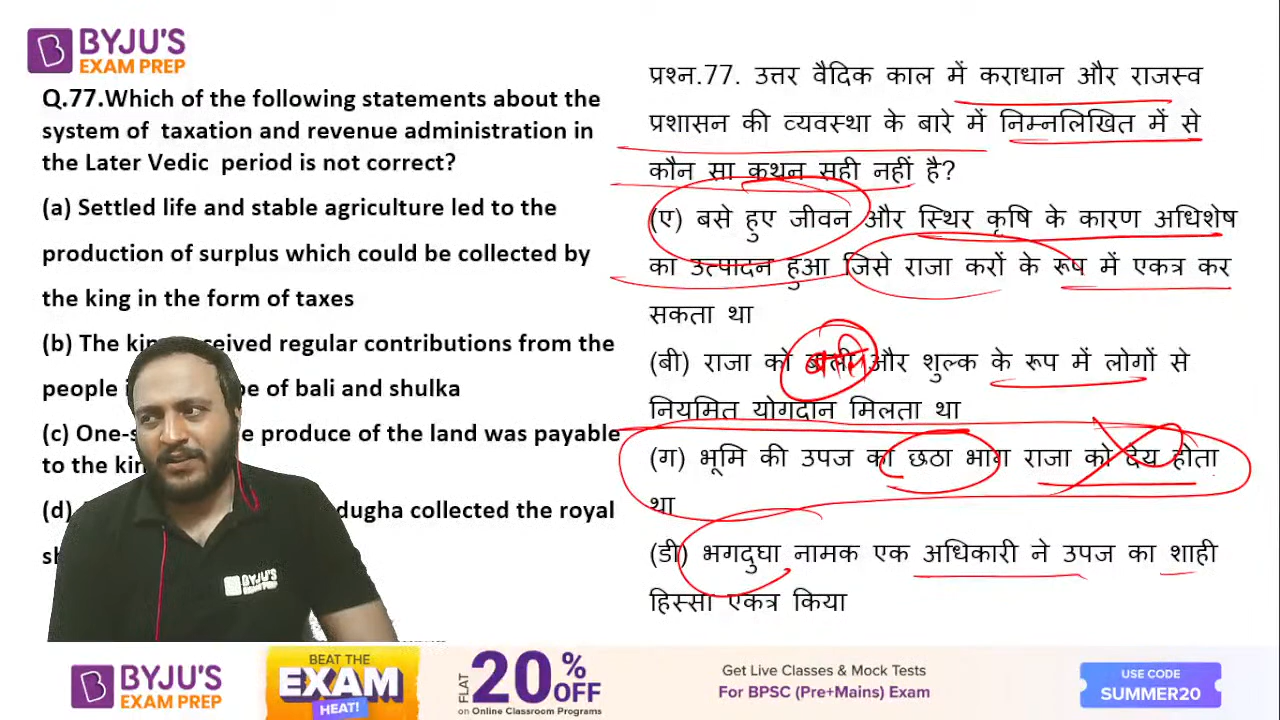 BYJU'S
EXAM PREP
Q.77.Which of the following statements about the
system of taxation and revenue administration in
the Later Vedic period is not correct?
(a) Settled life and stable agriculture led to the
production of surplus which could be collected by
the king in the form of taxes
(b) The king received regular contributions from the
people of bali and shulka
(c) One-s produce of the land was payable
to the
(d) dugha collected the royal
प्रश्न.77. उत्तर वैदिक काल में कराधान और राजस्व
प्रशासन की व्यवस्था के बारे में निम्नलिखित में से
कौन सा कथन सही नहीं है?
(ए) बसे हुए जीवन और स्थिर कृषि के कारण अधिशेष
का उत्पादन हुआ जिसे राजा करों के रूप में एकत्र कर
सकता था
(बी) राजा को बलि और शुल्क के रूप में लोगों से
नियमित योगदान मिलता था
(ग) भूमि की उपज का छठा भाग राजा को देय होता
था
(डी) भगदुघा नामक एक अधिकारी ने उपज का शाही
हिस्सा एकत्र किया
BYJU'S
BYJU'S
EXAM PREP
BEAT THE
EXAM
HEAT!
FLAT 20% OFF
on Online Classroom Programs
Get Live Classes & Mock Tests
For BPSC (Pre+Mains) Exam
USE CODE
SUMMER20